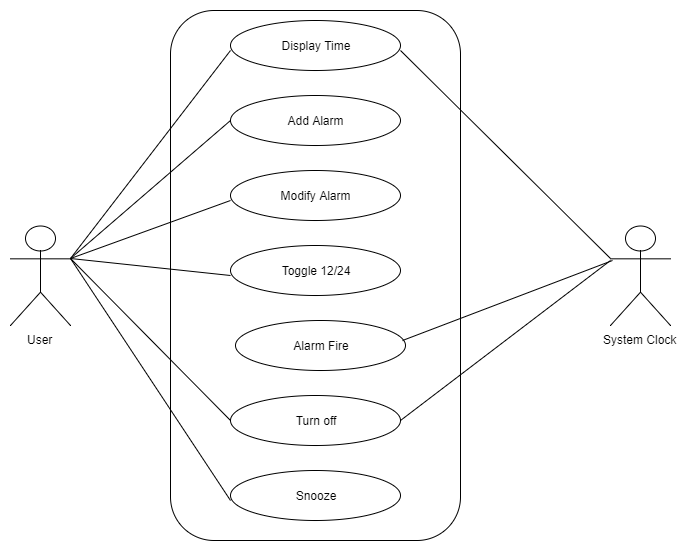 Display Time
Add Alarm
Modify Alarm
Toggle 12/24
Alarm Fire
Turn off
Snooze
User
System Clock